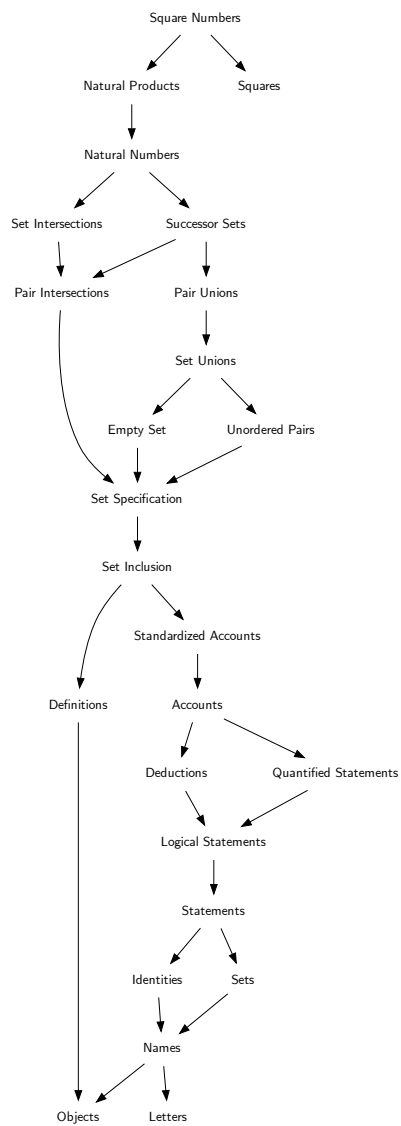 Square Numbers
Natural Products
Squares
Natural Numbers
Set Intersections
Successor Sets
Pair Intersections
Pair Unions
Set Unions
Empty Set
Unordered Pairs
Set Specification
Set Inclusion
Standardized Accounts
Definitions
Accounts
Deductions
Quantified Statements
Logical Statements
Statements
Identities
Sets
Names
Objects
Letters